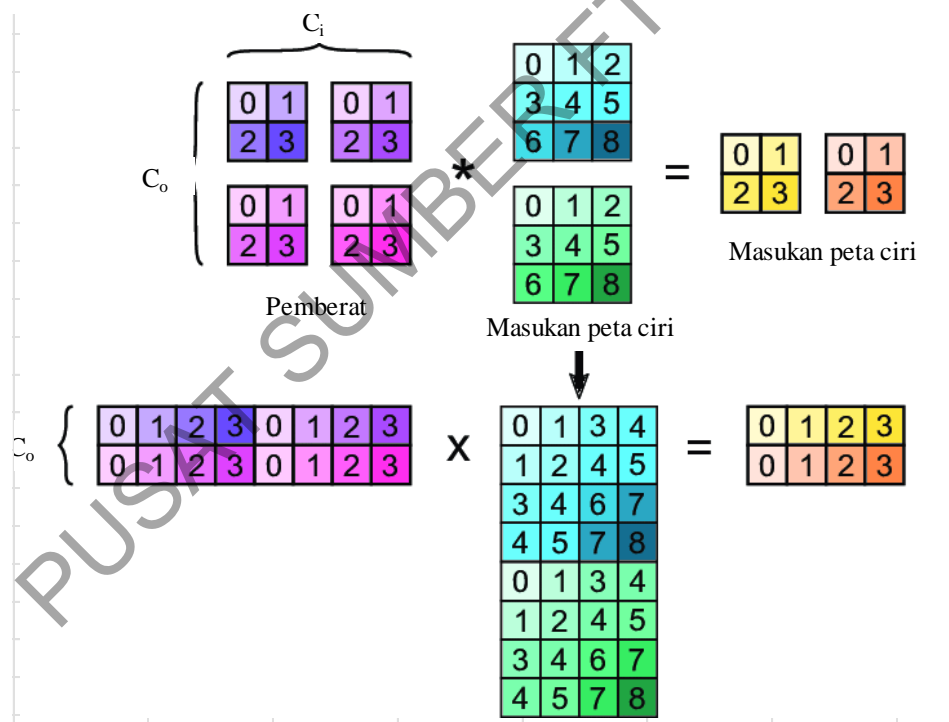 Ci
Co
0 1
2 3
0 1
2 3
0 1
2 3
0 1
2 3
Pemberat
*
0 1 2
3 4 5
6 7 8
0 1 2
3 4 5
6 7 8
Masukan peta ciri
=
0 1
2 3
0 1
2 3
Masukan peta ciri
Co
0 1 2 3 0 1 2 3
0 1 2 3 0 1 2 3
x
0 1 3 4
1 2 4 5
3 4 6 7
4 5 7 8
0 1 3 4
1 2 4 5
3 4 6 7
4 5 7 8
=
0 1 2 3
0 1 2 3
PUSAT SUMBER FT